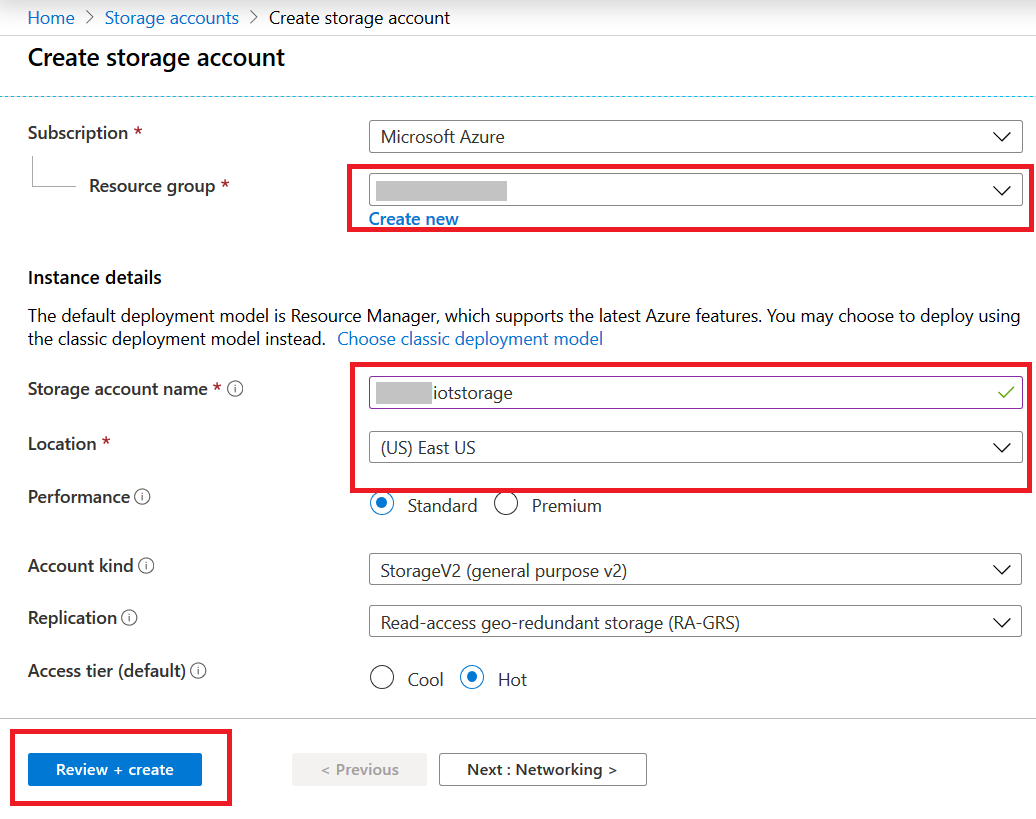 Home > Storage accounts > Create storage account
Create storage account
Subscription * Microsoft Azure
Resource group *
Create new
Instance details
The default deployment model is Resource Manager, which supports the latest Azure features. You may choose to deploy using
the classic deployment model instead. Choose classic deployment model
Storage account name * iotstorage
Location * (US) East US
Performance Standard Premium
Account kind StorageV2 (general purpose v2)
Replication Read-access geo-redundant storage (RA-GRS)
Access tier (default) Cool Hot
Review + create < Previous Next : Networking >